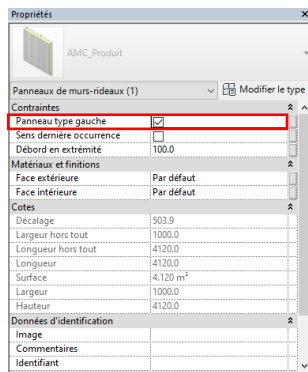 Propriétés
AMC_Produit
Panneaux de murs-rideaux (1)
Modifier le type
Contraintes
Panneau type gauche
Sens dernière occurrence
Débord en extrémité 100.0
Matériaux et finitions
Face extérieure Par défaut
Face intérieure Par défaut
Cotes
Décalage 503.9
Largeur hors tout 1000.0
Longueur hors tout 4120.0
Longueur 4120.0
Surface 4.120 m²
Largeur 1000.0
Hauteur 4120.0
Données d'identification
Image
Commentaires
Identifiant